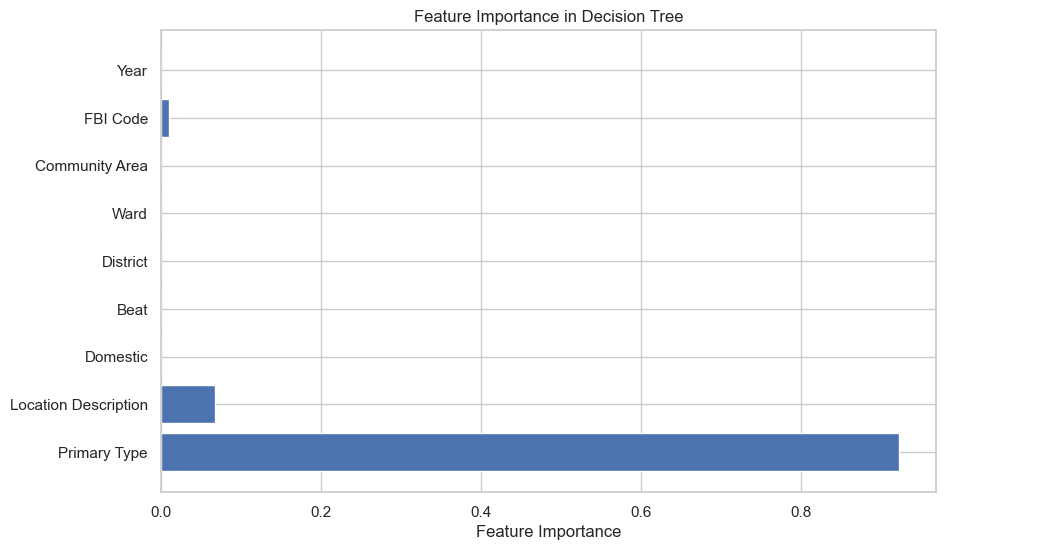 Feature Importance in Decision Tree
Year
FBI Code
Community Area
Ward
District
Beat
Domestic
Location Description
Primary Type
0.0 0.2 0.4 0.6 0.8
Feature Importance